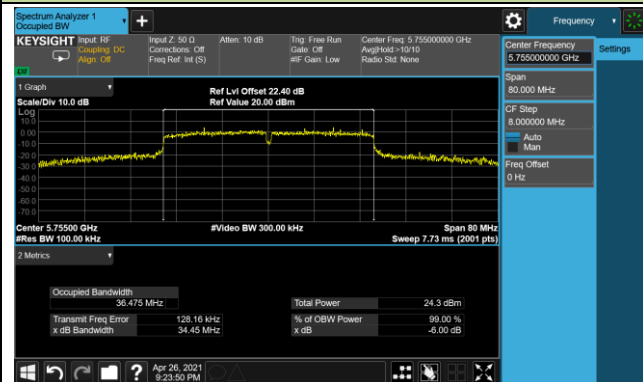 Spectrum Analyzer 1
Occupied BW
Frequency
KEYSIGHT
Input: RF
Coupling: DC
Align: Off
Input Z: 50 Ω
Corrections: Off
Freq Ref: Int (S)
Atten: 10 dB
Trig: Free Run
Gate: Off
#IF Gain: Low
Center Freq: 5.755000000 GHz
Avg|Hold:>10/10
Radio Std: None
Center Frequency
5.755000000 GHz
Settings
Span
80.000 MHz
CF Step
8.000000 MHz
Auto
Man
Freq Offset
0 Hz
1 Graph
Scale/Div 10.0 dB
Ref Lvl Offset 22.40 dB
Ref Value 20.00 dBm
Log
10.0
0.00
-10.0
-20.0
-30.0
-40.0
-50.0
-60.0
-70.0
Center 5.75500 GHz
#Res BW 100.00 kHz
#Video BW 300.00 kHz
Span 80 MHz
Sweep 7.73 ms (2001 pts)
2 Metrics
Occupied Bandwidth
36.475 MHz
Total Power 24.3 dBm
Transmit Freq Error 128.16 kHz
% of OBW Power 99.00 %
x dB Bandwidth 34.45 MHz
x dB -6.00 dB
Apr 26, 2021
9:23:50 PM